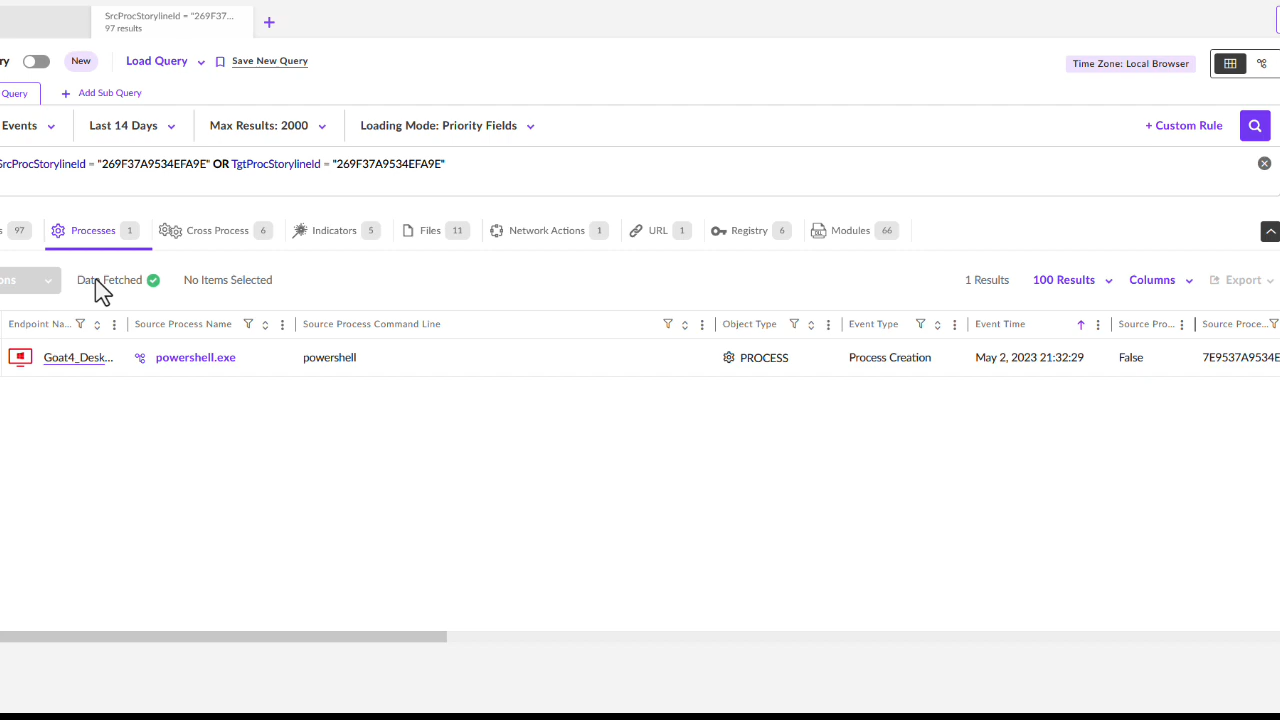 SrcProcStorylineId = "269F37...
97 results
ry
New
Load Query
Save New Query
Time Zone: Local Browser
Query
Add Sub Query
Events
Last 14 Days
Max Results: 2000
Loading Mode: Priority Fields
+ Custom Rule
SrcProcStorylineId = "269F37A9534EFA9E" OR TgtProcStorylineId = "269F37A9534EFA9E"
s 97
Processes 1
Cross Process 6
Indicators 5
Files 11
Network Actions 1
URL 1
Registry 6
Modules 66
ons
Data Fetched
No Items Selected
1 Results
100 Results
Columns
Export
Endpoint Na...
Source Process Name
Source Process Command Line
Object Type
Event Type
Event Time
Source Pro...
Source Proce...
Goat4_Desk...
powershell.exe
powershell
PROCESS
Process Creation
May 2, 2023 21:32:29
False
7E9537A9534E